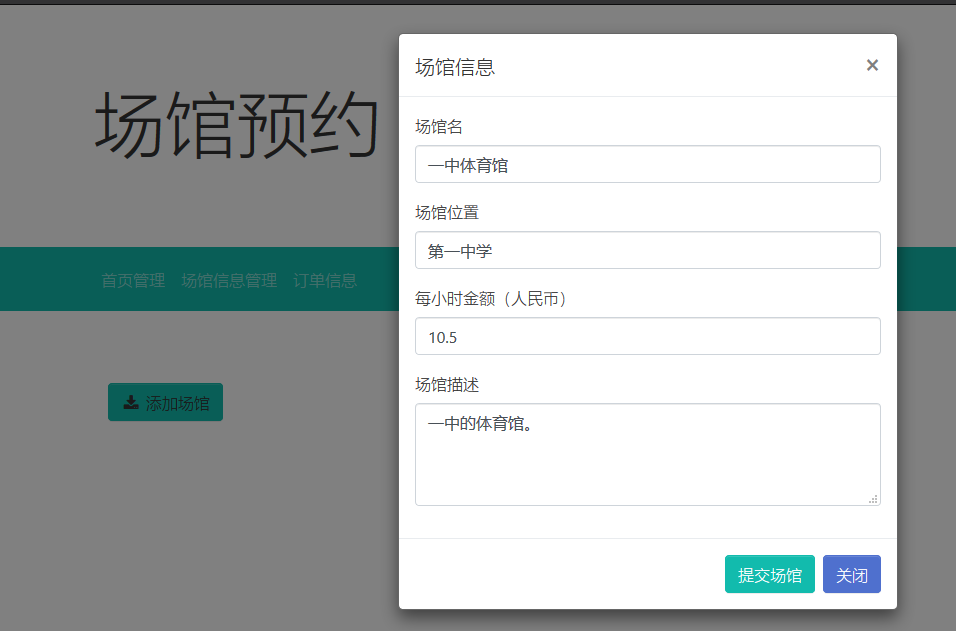 场馆预约
首页管理 场馆信息管理 订单信息
添加场馆
场馆信息 ×
场馆名
一中体育馆
场馆位置
第一中学
每小时金额（人民币）
10.5
场馆描述
一中的体育馆。
提交场馆 关闭